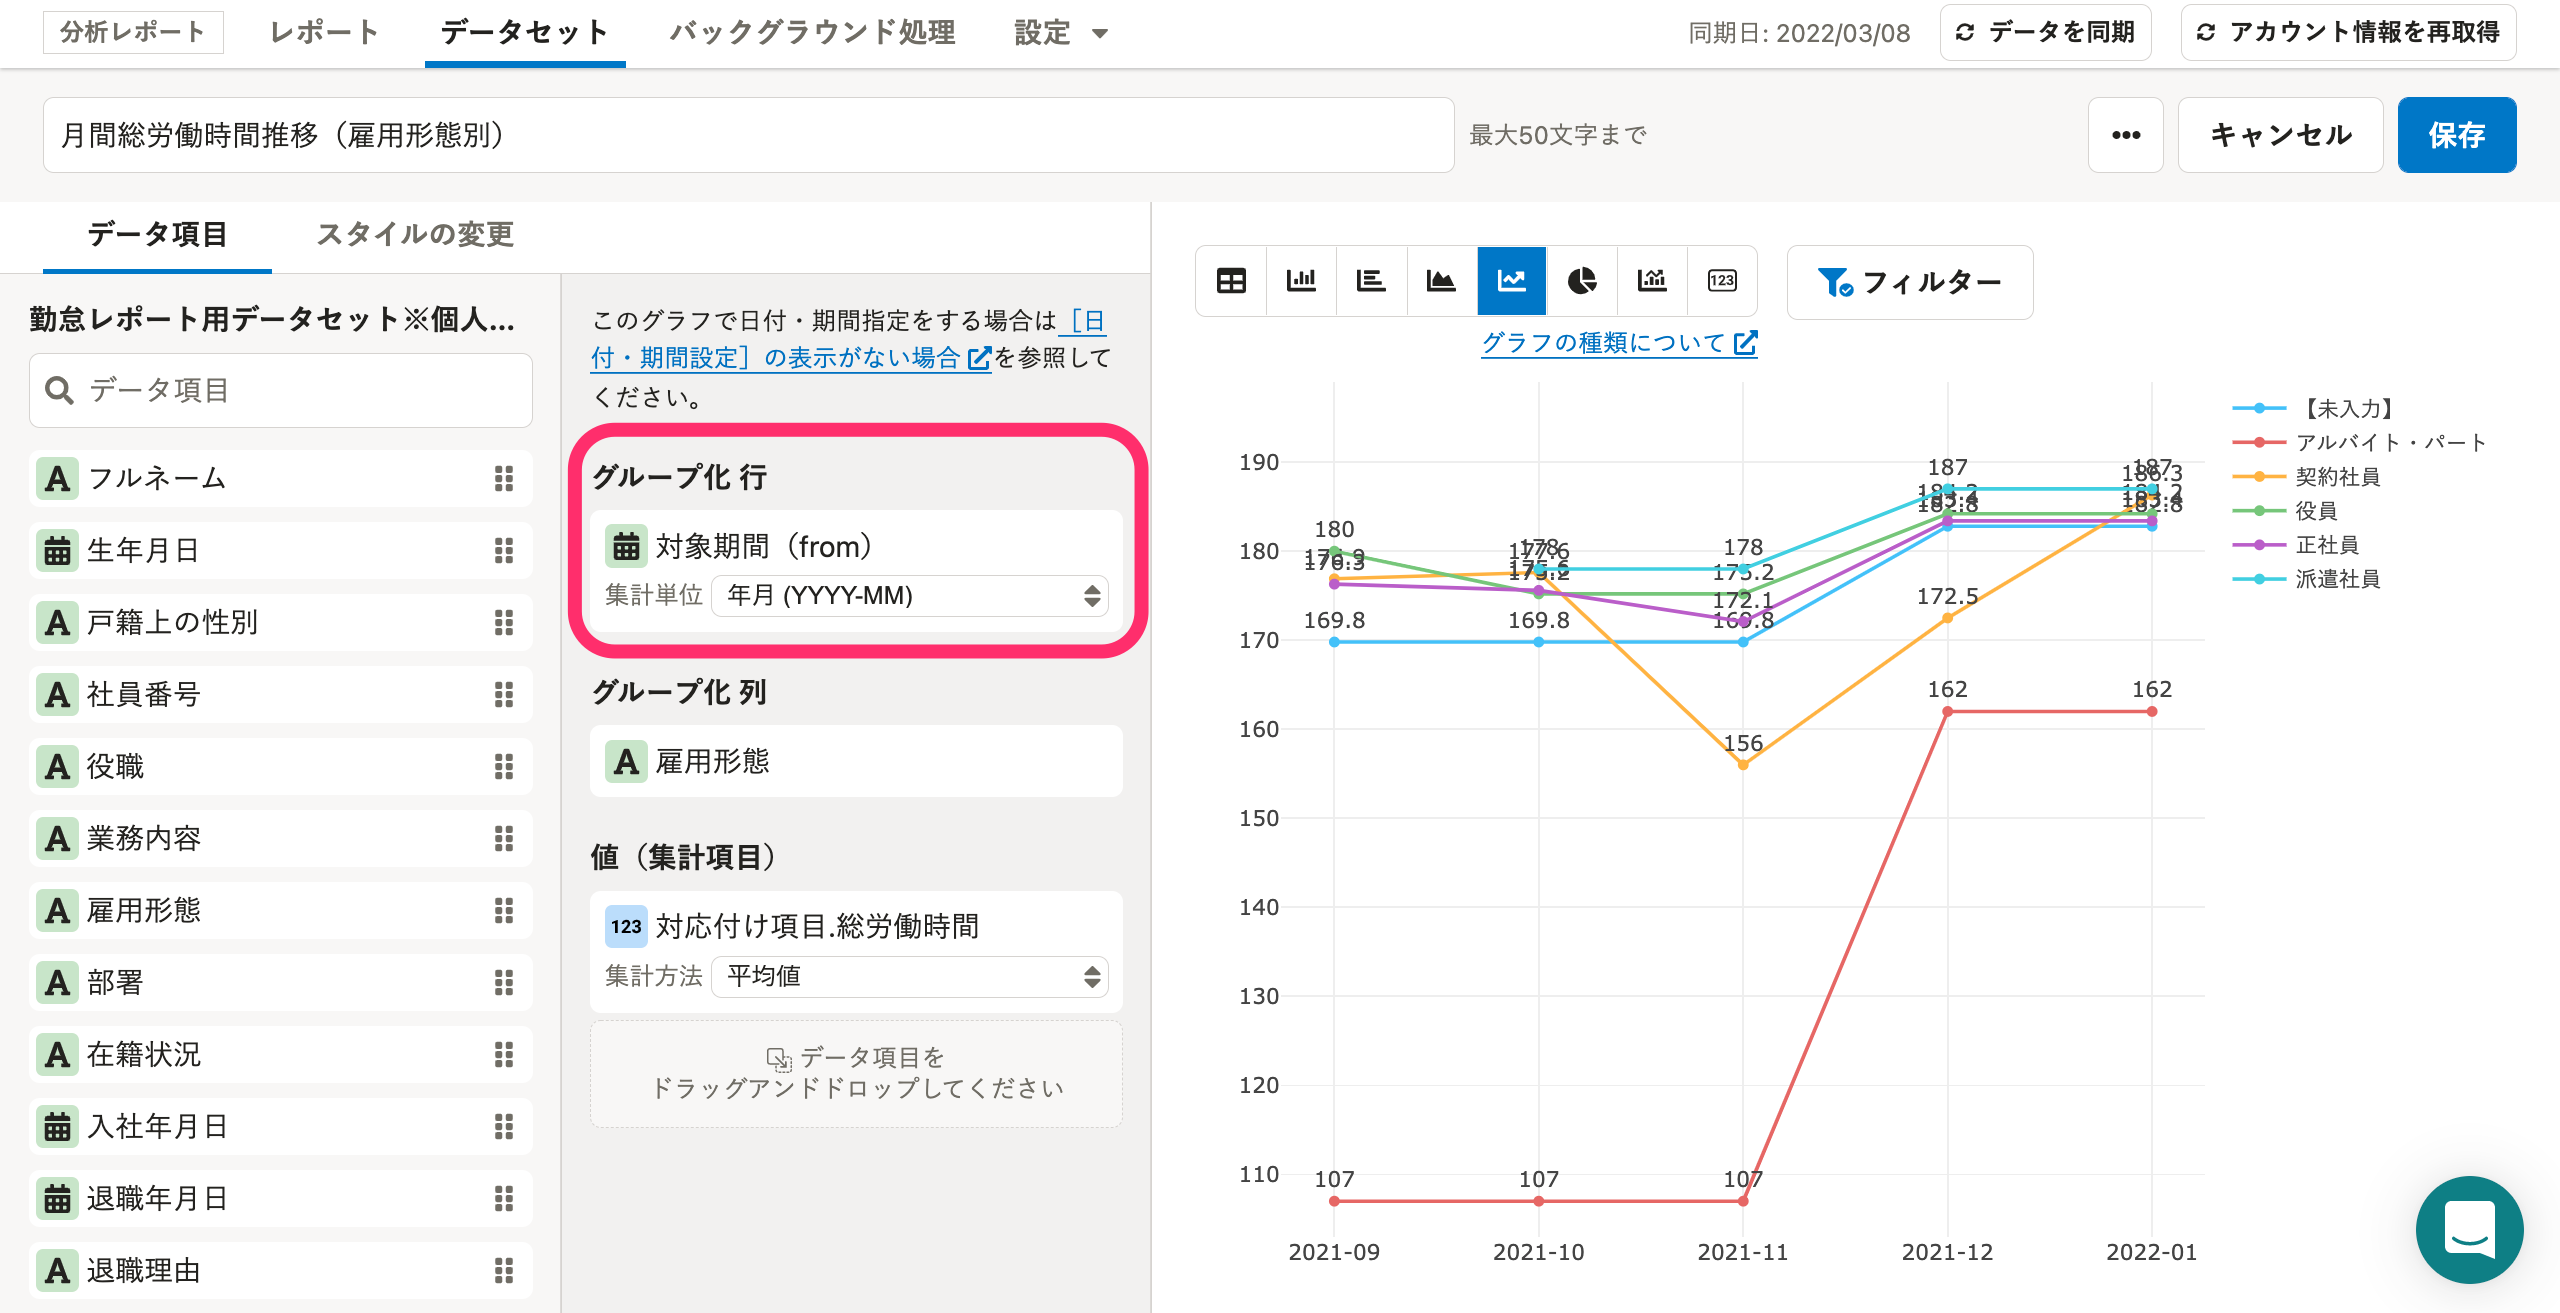 分析レポート レポート データセット バックグラウンド処理 設定 同期日: 2022/03/08 データを同期 アカウント情報を再取得
月間総労働時間推移（雇用形態別） 最大50文字まで キャンセル 保存
データ項目 スタイルの変更
勤怠レポート用データセット※個人...
データ項目
A フルネーム
生年月日
A 戸籍上の性別
A 社員番号
A 役職
A 業務内容
A 雇用形態
A 部署
A 在籍状況
入社年月日
退職年月日
A 退職理由
このグラフで日付・期間指定をする場合は［日
付・期間設定］の表示がない場合を参照して
ください。
グループ化 行
対象期間（from）
集計単位 年月 (YYYY-MM)
グループ化 列
A 雇用形態
値（集計項目）
123 対応付け項目.総労働時間
集計方法 平均値
データ項目を
ドラッグアンドドロップしてください
123
フィルター
グラフの種類について
【未入力】
アルバイト・パート
契約社員
役員
正社員
派遣社員
190
180
170
160
150
140
130
120
110
180
176.3
169.8
107
178
169.8
107
178
175.2
172.1
169.8
156
107
187
172.5
162
187
186.3
162
2021-09 2021-10 2021-11 2021-12 2022-01